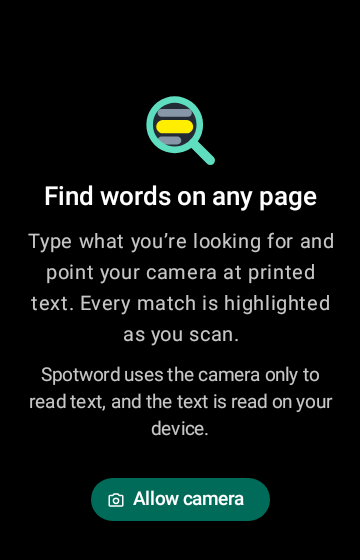 Find words on any page
Type what you’re looking for and
point your camera at printed
text. Every match is highlighted
as you scan.
Spotword uses the camera only to
read text, and the text is read on your
device.
Allow camera